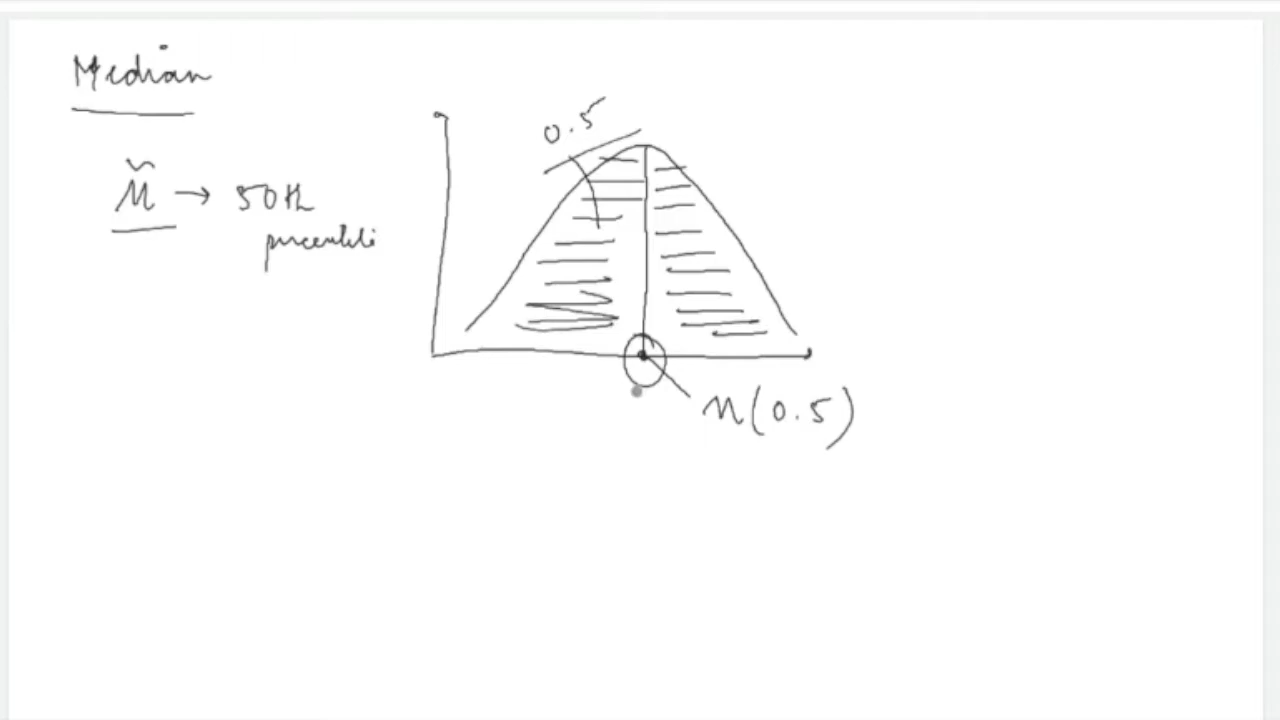 Median
0.5
μ̃ → 50th
percentile
η(0.5)